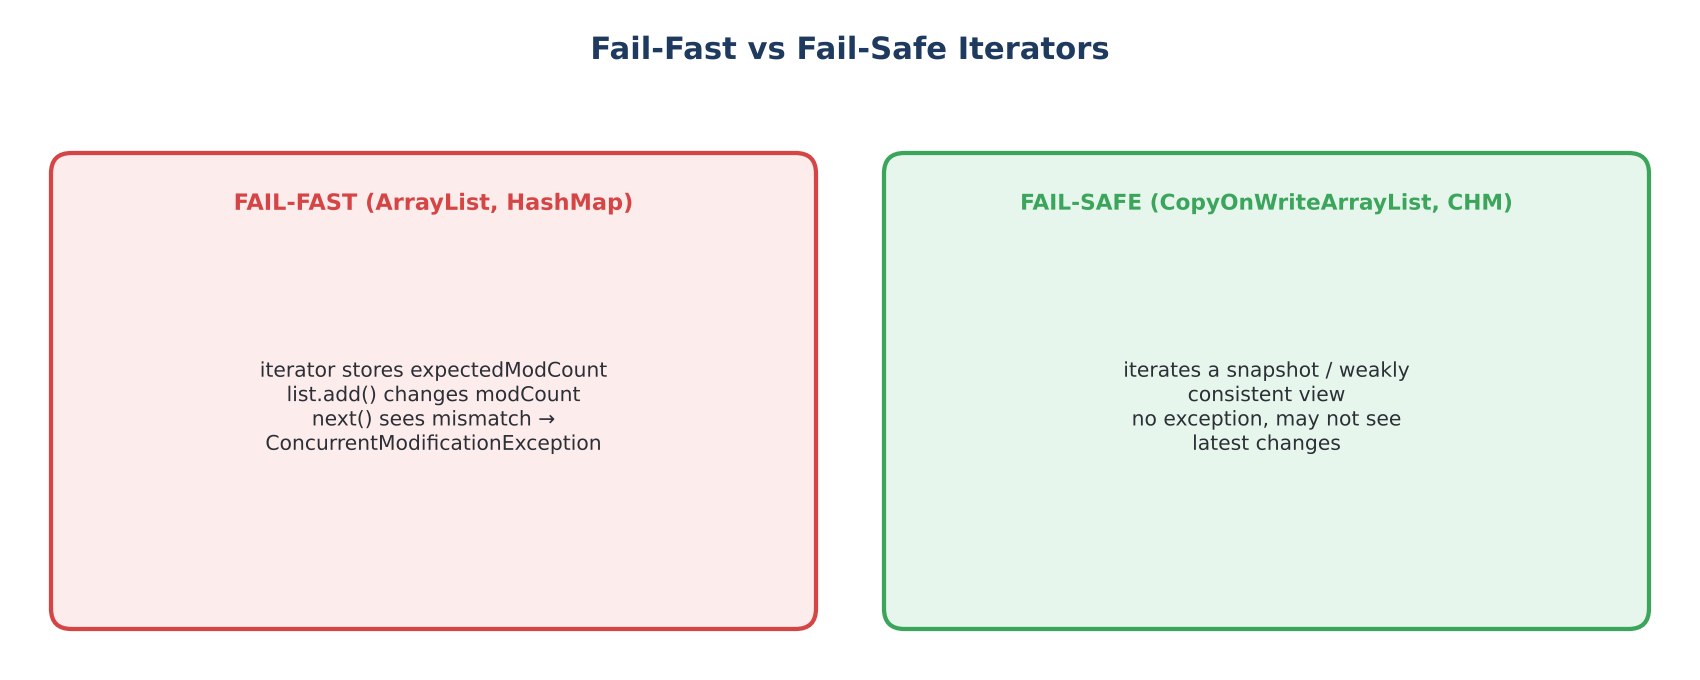 Fail-Fast vs Fail-Safe Iterators
FAIL-FAST (ArrayList, HashMap)
iterator stores expectedModCount
list.add() changes modCount
next() sees mismatch →
ConcurrentModificationException
FAIL-SAFE (CopyOnWriteArrayList, CHM)
iterates a snapshot / weakly
consistent view
no exception, may not see
latest changes